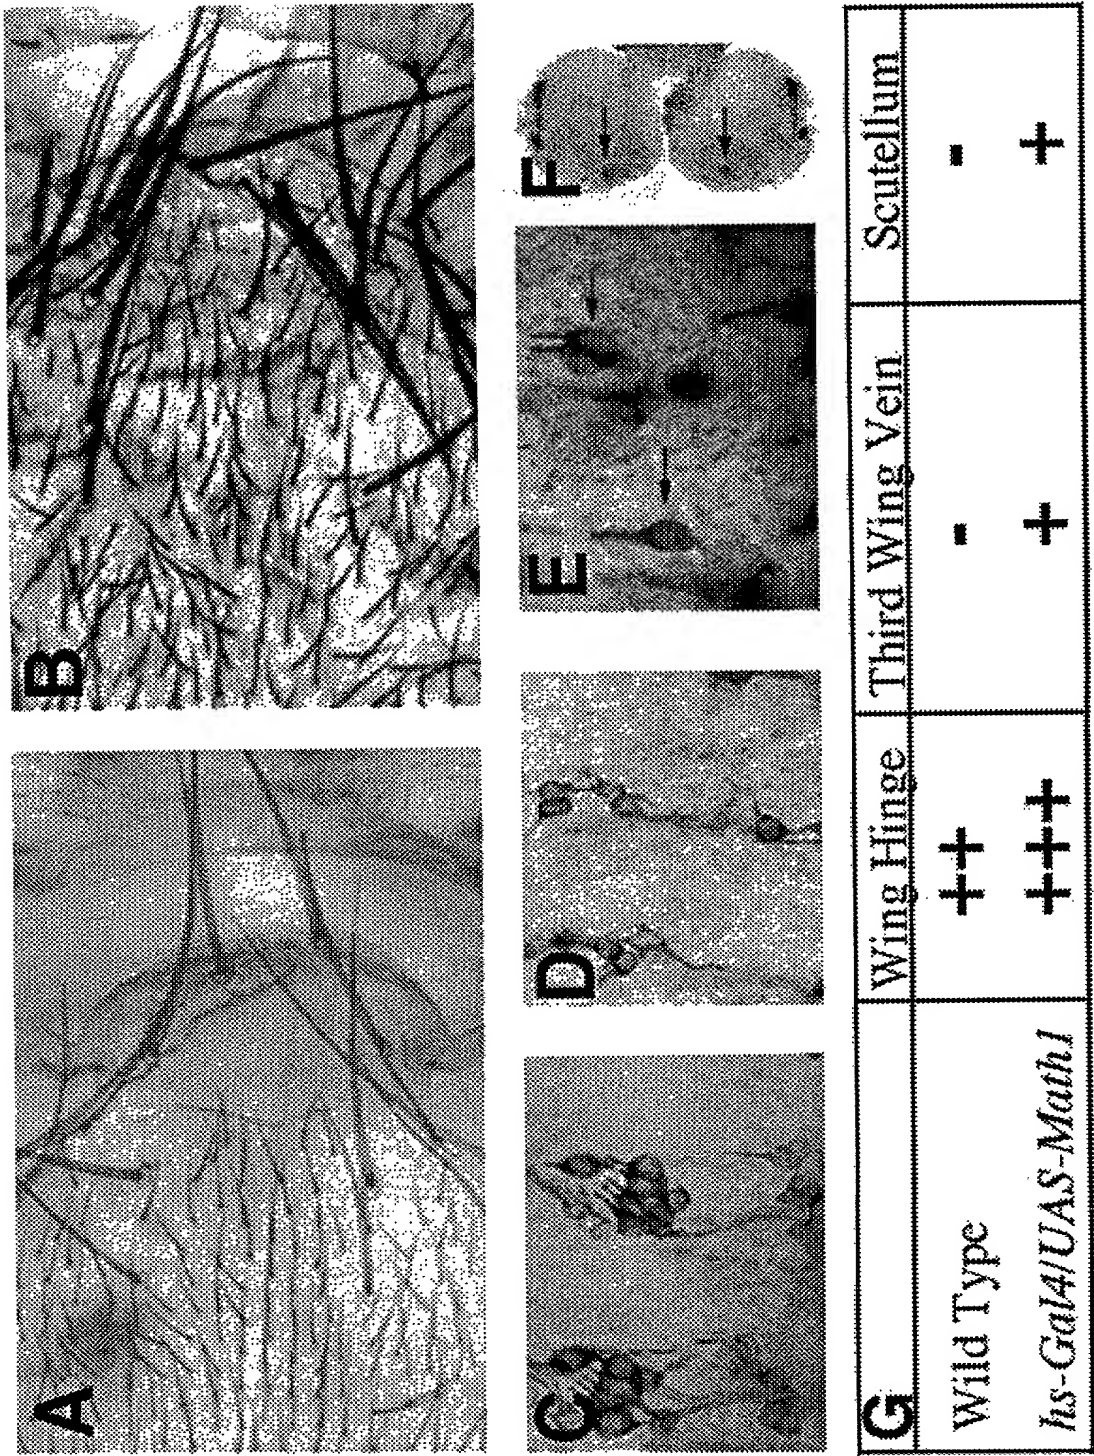 A
B
C
D
E
F
G Wing Hinge Third Wing Vein Scutellum
Wild Type ++ - -
hs-Gal4/UAS-Math1 +++ + +